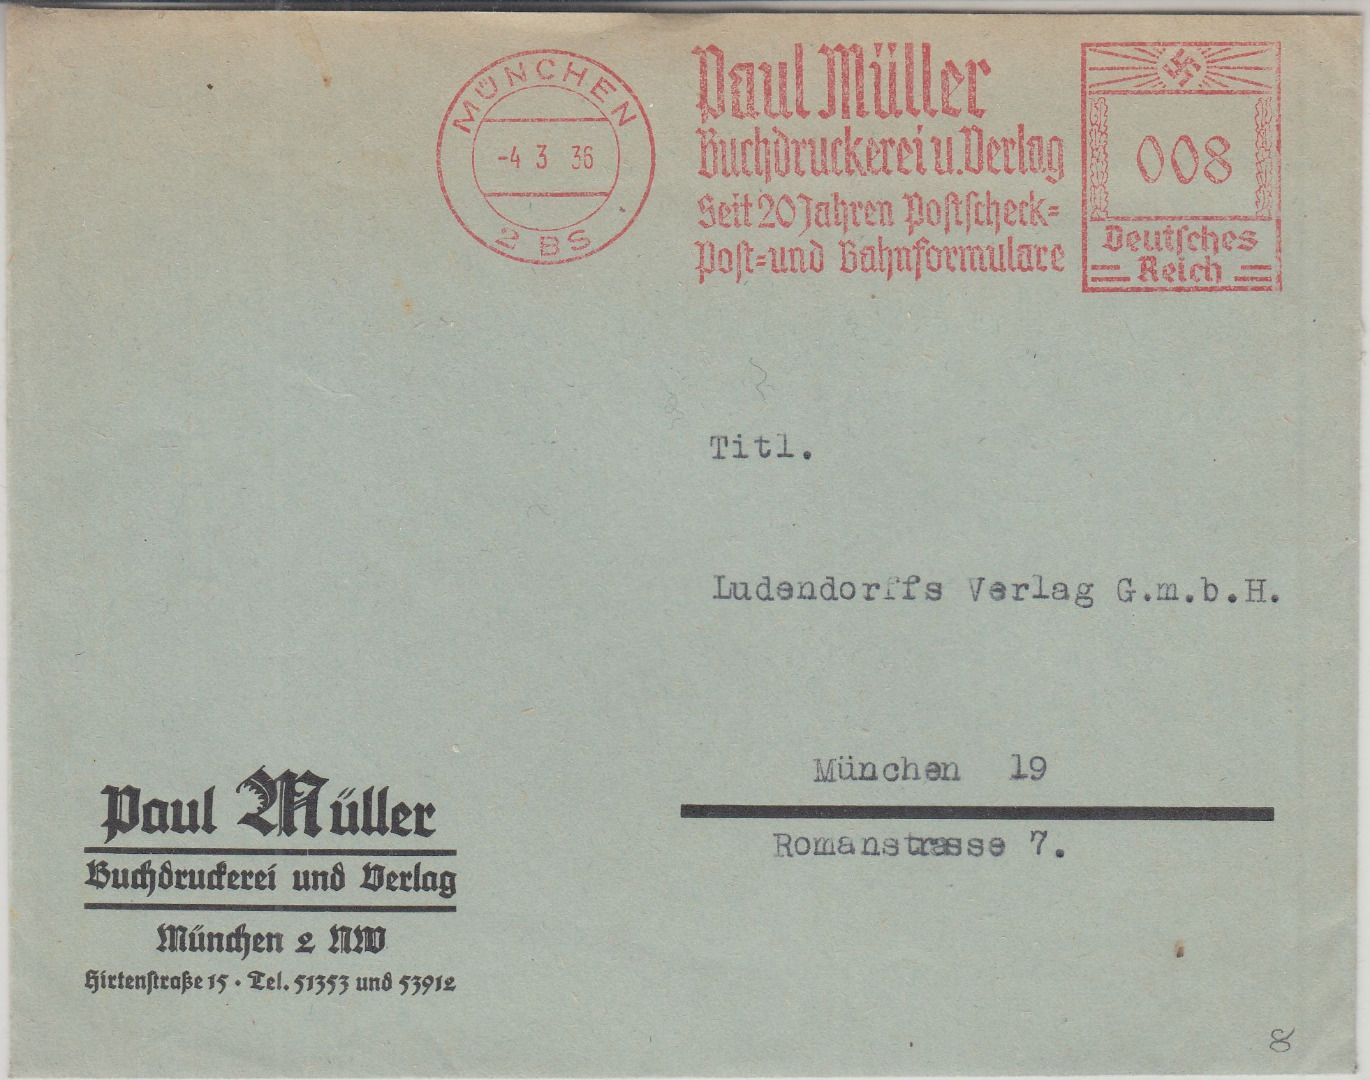 MÜNCHEN
-4 3 36
2 BS
Paul Müller
Buchdruckerei u. Verlag
Seit 20 Jahren Postscheck=
Post= und Bahnformulare
008
Deutsches
Reich
Titl.
Ludendorffs Verlag G.m.b.H.
München 19
Romanstrasse 7.
Paul Müller
Buchdruckerei und Verlag
München 2 NW
Hirtenstraße 15 · Tel. 51353 und 53912
8